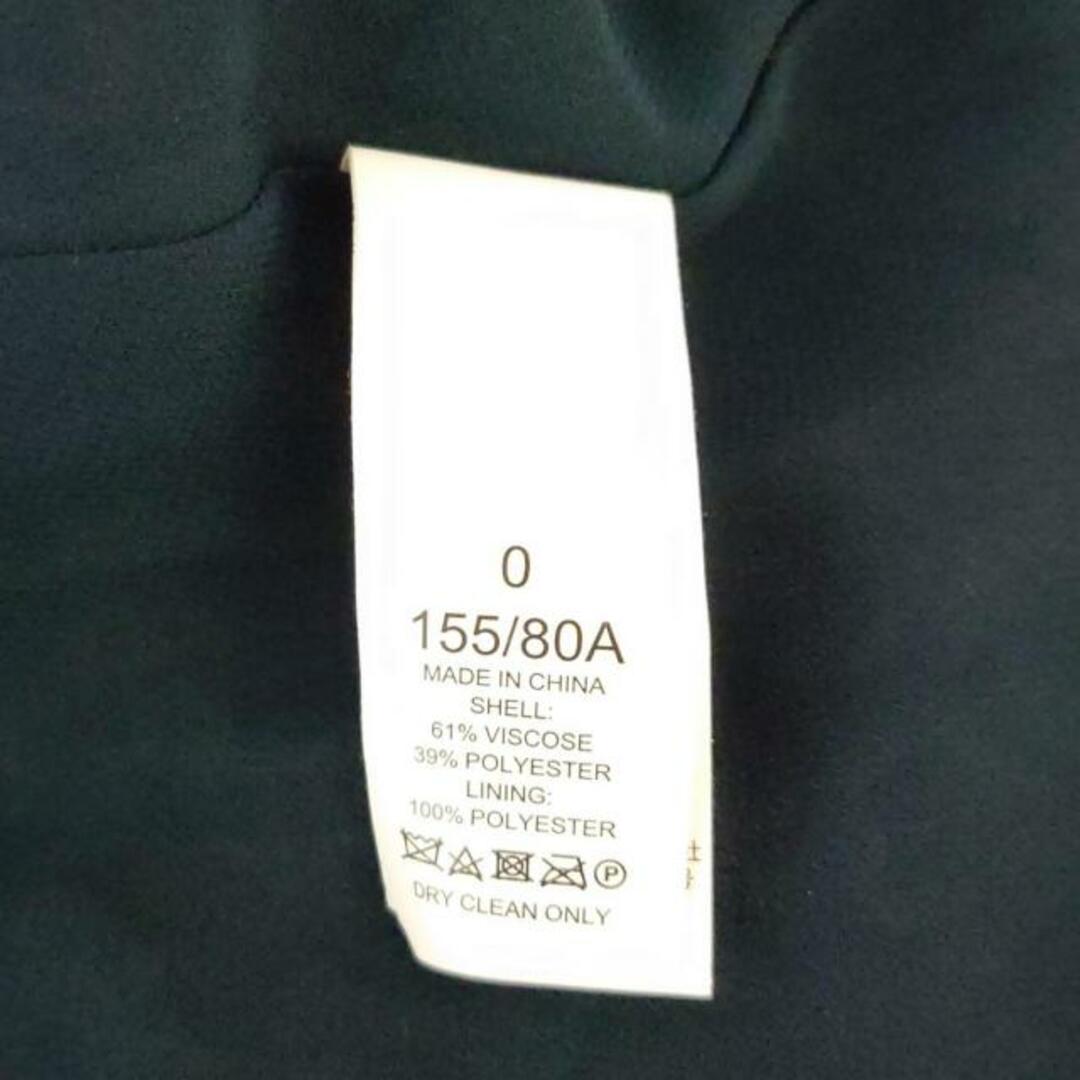 0
155/80A
MADE IN CHINA
SHELL:
61% VISCOSE
39% POLYESTER
LINING:
100% POLYESTER
P
DRY CLEAN ONLY